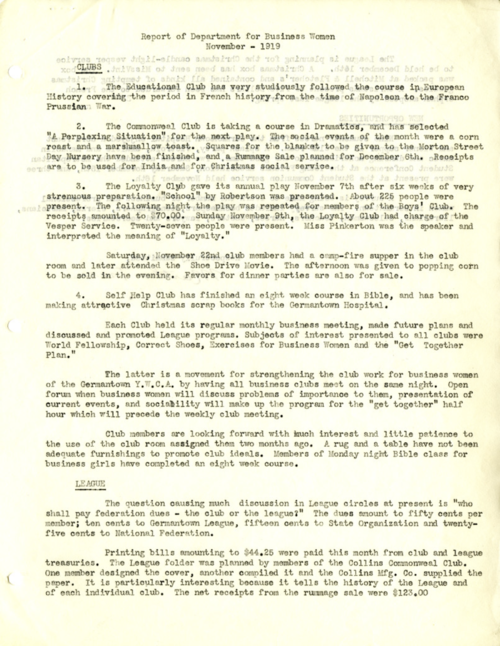 Report of Department for Business Women
November - 1919
CLUBS
1. The Educational Club has very studiously followed the course in European
History covering the period in French history from the time of Napoleon to the Franco
Prussian War.
2. The Commonweal Club is taking a course in Dramatics, and has selected
"A Perplexing Situation" for the next play. The social events of the month were a corn
roast and a marshmallow toast. Squares for the blanket to be given to the Morton Street
Day Nursery have been finished, and a Rummage Sale planned for December 6th. Receipts
are to be used for India and for Christmas social service.
3. The Loyalty Club gave its annual play November 7th after six weeks of very
strenuous preparation. "School" by Robertson was presented. About 225 people were
present. The following night the play was repeated for members of the Boys' Club. The
receipts amounted to $70.00. Sunday November 9th, the Loyalty Club had charge of the
Vesper Service. Twenty-seven people were present. Miss Pinkerton was the speaker and
interpreted the meaning of "Loyalty."
Saturday, November 22nd club members had a camp-fire supper in the club
room and later attended the Shoe Drive Movie. The afternoon was given to popping corn
to be sold in the evening. Favors for dinner parties are also for sale.
4. Self Help Club has finished an eight week course in Bible, and has been
making attractive Christmas scrap books for the Germantown Hospital.
Each Club held its regular monthly business meeting, made future plans and
discussed and promoted League programs. Subjects of interest presented to all clubs were
World Fellowship, Correct Shoes, Exercises for Business Women and the "Get Together
Plan."
The latter is a movement for strengthening the club work for business women
of the Germantown Y.W.C.A. by having all business clubs meet on the same night. Open
forum when business women will discuss problems of importance to them, presentation of
current events, and sociability will make up the program for the "get together" half
hour which will precede the weekly club meeting.
Club members are looking forward with much interest and little patience to
the use of the club room assigned them two months ago. A rug and a table have not been
adequate furnishings to promote club ideals. Members of Monday night Bible class for
business girls have completed an eight week course.
LEAGUE
The question causing much discussion in League circles at present is "who
shall pay federation dues - the club or the league?" The dues amount to fifty cents per
member; ten cents to Germantown League, fifteen cents to State Organization and twenty-
five cents to National Federation.
Printing bills amounting to $44.25 were paid this month from club and league
treasuries. The League folder was planned by members of the Collins Commonweal Club.
One member designed the cover, another compiled it and the Collins Mfg. Co. supplied the
paper. It is particularly interesting because it tells the history of the League and
of each individual club. The net receipts from the rummage sale were $123.00